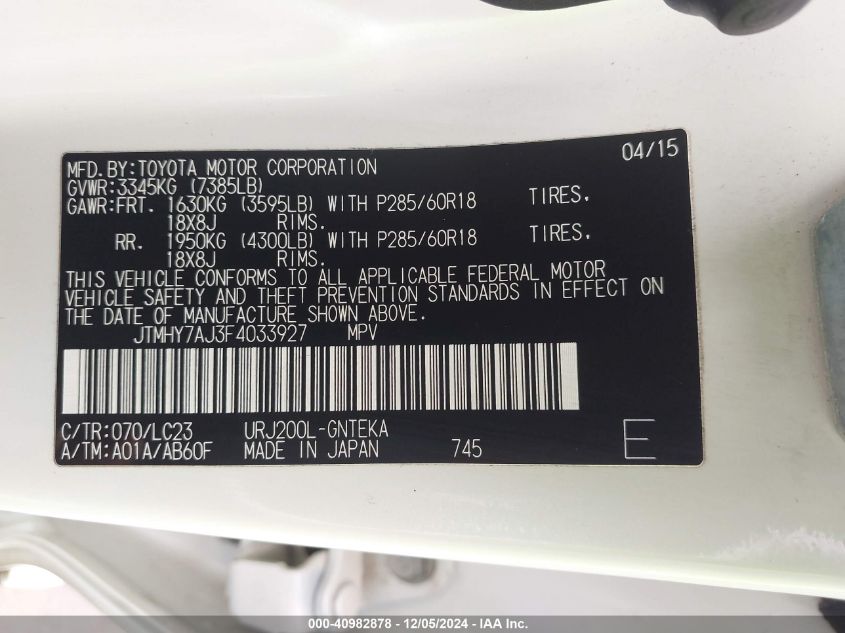 04/15
MFD. BY:TOYOTA MOTOR CORPORATION
GVWR:3345KG (7385LB)
GAWR:FRT. 1630KG (3595LB) WITH P285/60R18 TIRES.
18X8J RIMS.
RR. 1950KG (4300LB) WITH P285/60R18 TIRES,
18X8J RIMS.
THIS VEHICLE CONFORMS TO ALL APPLICABLE FEDERAL MOTOR
VEHICLE SAFETY AND THEFT PREVENTION STANDARDS IN EFFECT ON
THE DATE OF MANUFACTURE SHOWN ABOVE.
JTMHY7AJ3F4033927 MPV
C/TR:070/LC23 URJ200L-GNTEKA
A/TM:A01A/AB60F MADE IN JAPAN 745 E
000-40982878 - 12/05/2024 - IAA Inc.